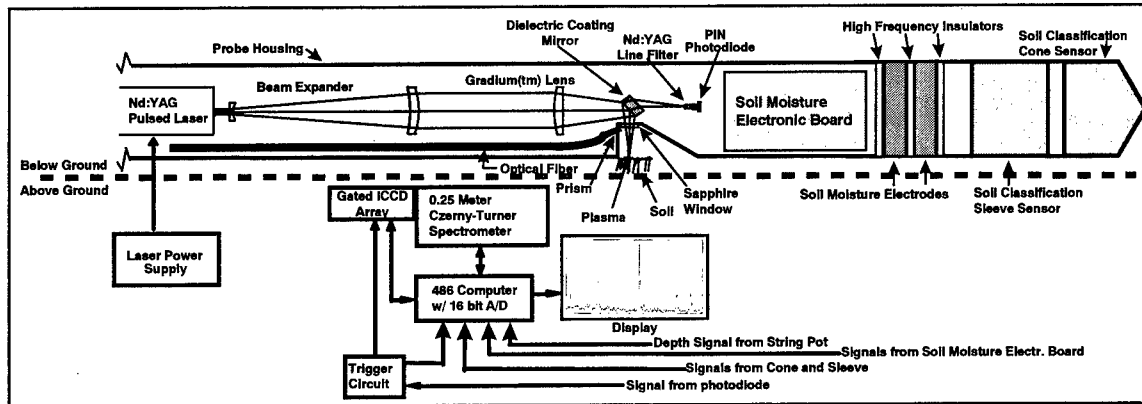 Dielectric Coating
Mirror
Nd:YAG
Line Filter
PIN
Photodiode
High Frequency Insulators
Soil Classification
Cone Sensor
Probe Housing
Beam Expander
Gradium(tm) Lens
Nd:YAG
Pulsed Laser
Soil Moisture
Electronic Board
Below Ground
Above Ground
Optical Fiber
Prism
Plasma
Soil
Sapphire
Window
Soil Moisture Electrodes
Soil Classification
Sleeve Sensor
Gated ICCD
Array
0.25 Meter
Czerny-Turner
Spectrometer
Laser Power
Supply
486 Computer
w/ 16 bit A/D
Display
Depth Signal from String Pot
Signals from Soil Moisture Electr. Board
Signals from Cone and Sleeve
Trigger
Circuit
Signal from photodiode